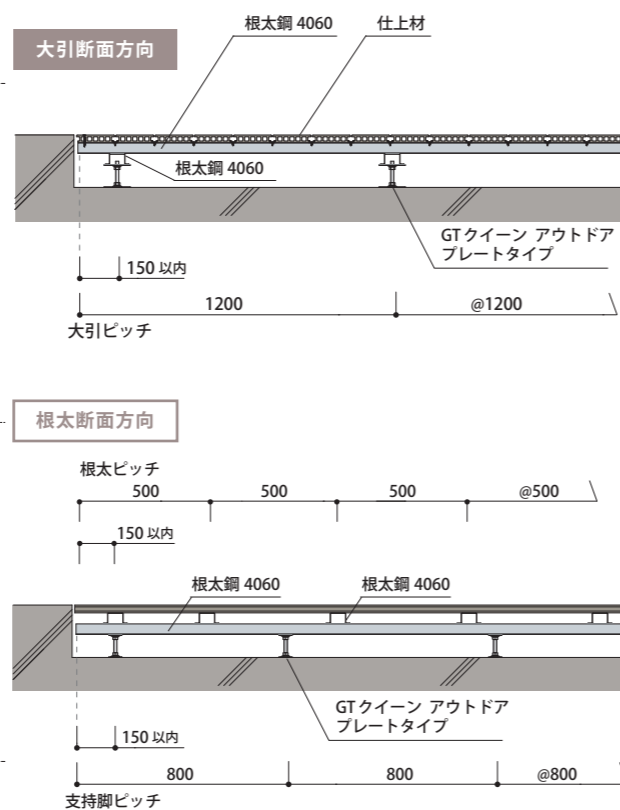 大引断面方向
根太鋼 4060
仕上材
根太鋼 4060
GTクイーン アウトドア
プレートタイプ
150 以内
1200
@1200
大引ピッチ
根太断面方向
根太ピッチ
500
500
500
@500
150 以内
根太鋼 4060
根太鋼 4060
GTクイーン アウトドア
プレートタイプ
150 以内
800
800
@800
支持脚ピッチ